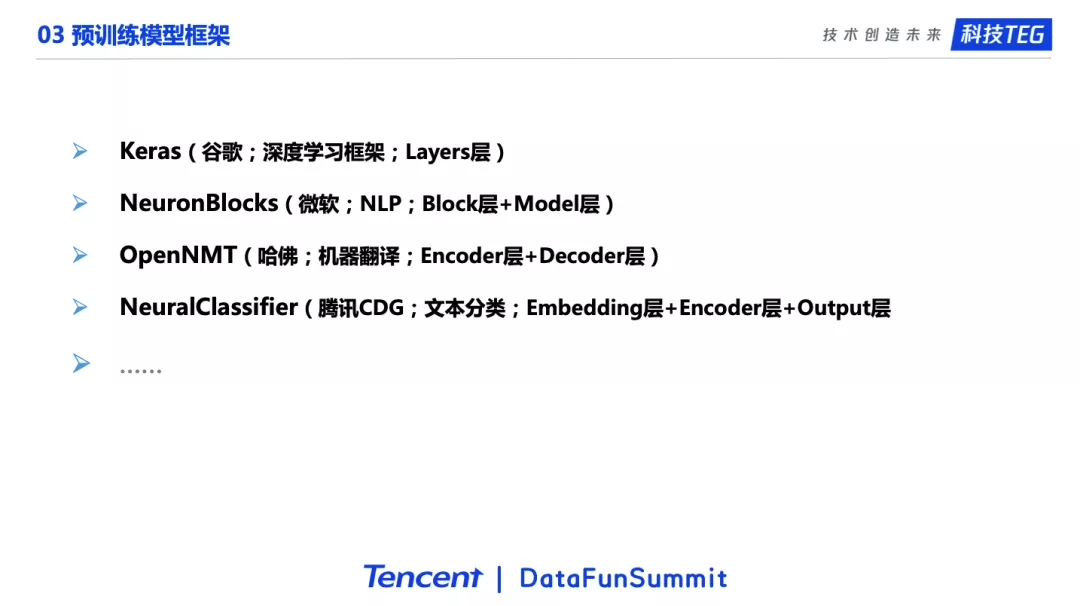 03 预训练模型框架
技术创造未来 科技TEG
Keras（谷歌；深度学习框架；Layers层）
NeuronBlocks（微软；NLP；Block层+Model层）
OpenNMT（哈佛；机器翻译；Encoder层+Decoder层）
NeuralClassifier（腾讯CDG；文本分类；Embedding层+Encoder层+Output层
……
Tencent | DataFunSummit